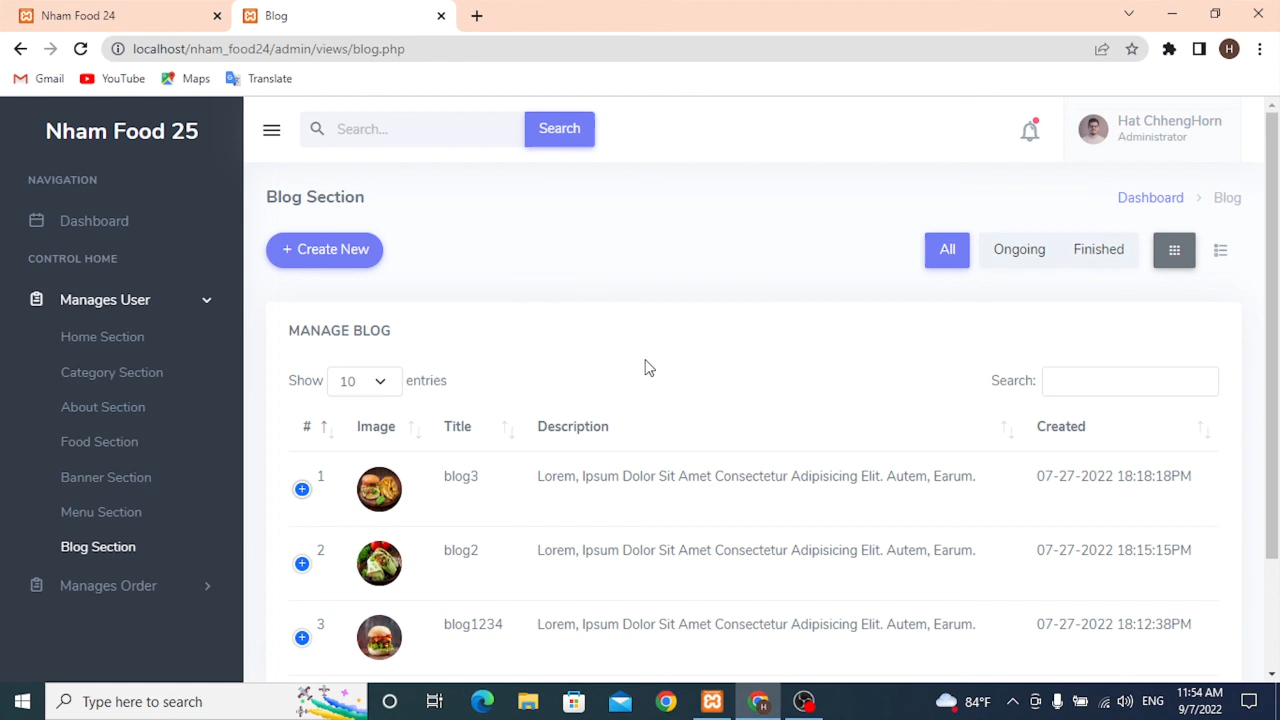 Nham Food 24
Blog
localhost/nham_food24/admin/views/blog.php
H
Gmail
YouTube
Maps
Translate
Nham Food 25
Search...
Search
Hat ChhengHorn
Administrator
NAVIGATION
Dashboard
CONTROL HOME
Manages User
Home Section
Category Section
About Section
Food Section
Banner Section
Menu Section
Blog Section
Manages Order
Blog Section
Dashboard > Blog
+ Create New
All
Ongoing
Finished
MANAGE BLOG
Show 10 entries
Search:
# Image Title Description Created
1 blog3 Lorem, Ipsum Dolor Sit Amet Consectetur Adipisicing Elit. Autem, Earum. 07-27-2022 18:18:18PM
2 blog2 Lorem, Ipsum Dolor Sit Amet Consectetur Adipisicing Elit. Autem, Earum. 07-27-2022 18:15:15PM
3 blog1234 Lorem, Ipsum Dolor Sit Amet Consectetur Adipisicing Elit. Autem, Earum. 07-27-2022 18:12:38PM
Type here to search
84°F
ENG
11:54 AM
9/7/2022